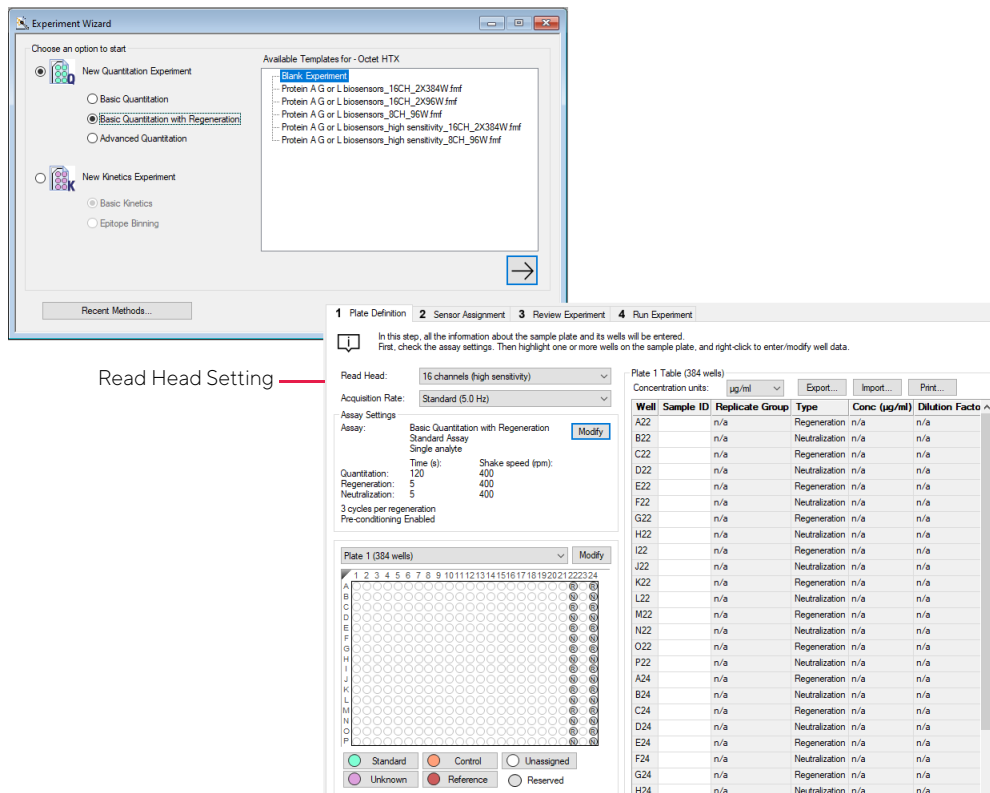 Experiment Wizard
Choose an option to start
New Quantitation Experiment
Basic Quantitation
Basic Quantitation with Regeneration
Advanced Quantitation
New Kinetics Experiment
Basic Kinetics
Epitope Binning
Available Templates for - Octet HTX
Blank Experiment
Protein A G or L biosensors_16CH_2X384W.fmf
Protein A G or L biosensors_16CH_2X96W.fmf
Protein A G or L biosensors_8CH_96W.fmf
Protein A G or L biosensors_high sensitivity_16CH_2X384W.fmf
Protein A G or L biosensors_high sensitivity_8CH_96W.fmf
Recent Methods...
Read Head Setting
1 Plate Definition 2 Sensor Assignment 3 Review Experiment 4 Run Experiment
In this step, all the information about the sample plate and its wells will be entered.
First, check the assay settings. Then highlight one or more wells on the sample plate, and right-click to enter/modify well data.
Read Head: 16 channels (high sensitivity)
Acquisition Rate: Standard (5.0 Hz)
Assay Settings
Assay: Basic Quantitation with Regeneration Modify
Standard Assay
Single analyte
Time (s): Shake speed (rpm):
Quantitation: 120 400
Regeneration: 5 400
Neutralization: 5 400
3 cycles per regeneration
Pre-conditioning Enabled
Plate 1 (384 wells) Modify
1 2 3 4 5 6 7 8 9 10 11 12 13 14 15 16 17 18 19 20 21 22 23 24
A R R
B N N
C R R
D N N
E R R
F N N
G R R
H N N
I R R
J N N
K R R
L N N
M R R
N N N
O R R
P N N
Standard Control Unassigned
Unknown Reference Reserved
Plate 1 Table (384 wells)
Concentration units: µg/ml Export... Import... Print...
Well Sample ID Replicate Group Type Conc (µg/ml) Dilution Facto
A22 n/a Regeneration n/a n/a
B22 n/a Neutralization n/a n/a
C22 n/a Regeneration n/a n/a
D22 n/a Neutralization n/a n/a
E22 n/a Regeneration n/a n/a
F22 n/a Neutralization n/a n/a
G22 n/a Regeneration n/a n/a
H22 n/a Neutralization n/a n/a
I22 n/a Regeneration n/a n/a
J22 n/a Neutralization n/a n/a
K22 n/a Regeneration n/a n/a
L22 n/a Neutralization n/a n/a
M22 n/a Regeneration n/a n/a
N22 n/a Neutralization n/a n/a
O22 n/a Regeneration n/a n/a
P22 n/a Neutralization n/a n/a
A24 n/a Regeneration n/a n/a
B24 n/a Neutralization n/a n/a
C24 n/a Regeneration n/a n/a
D24 n/a Neutralization n/a n/a
E24 n/a Regeneration n/a n/a
F24 n/a Neutralization n/a n/a
G24 n/a Regeneration n/a n/a
H24 n/a Neutralization n/a n/a